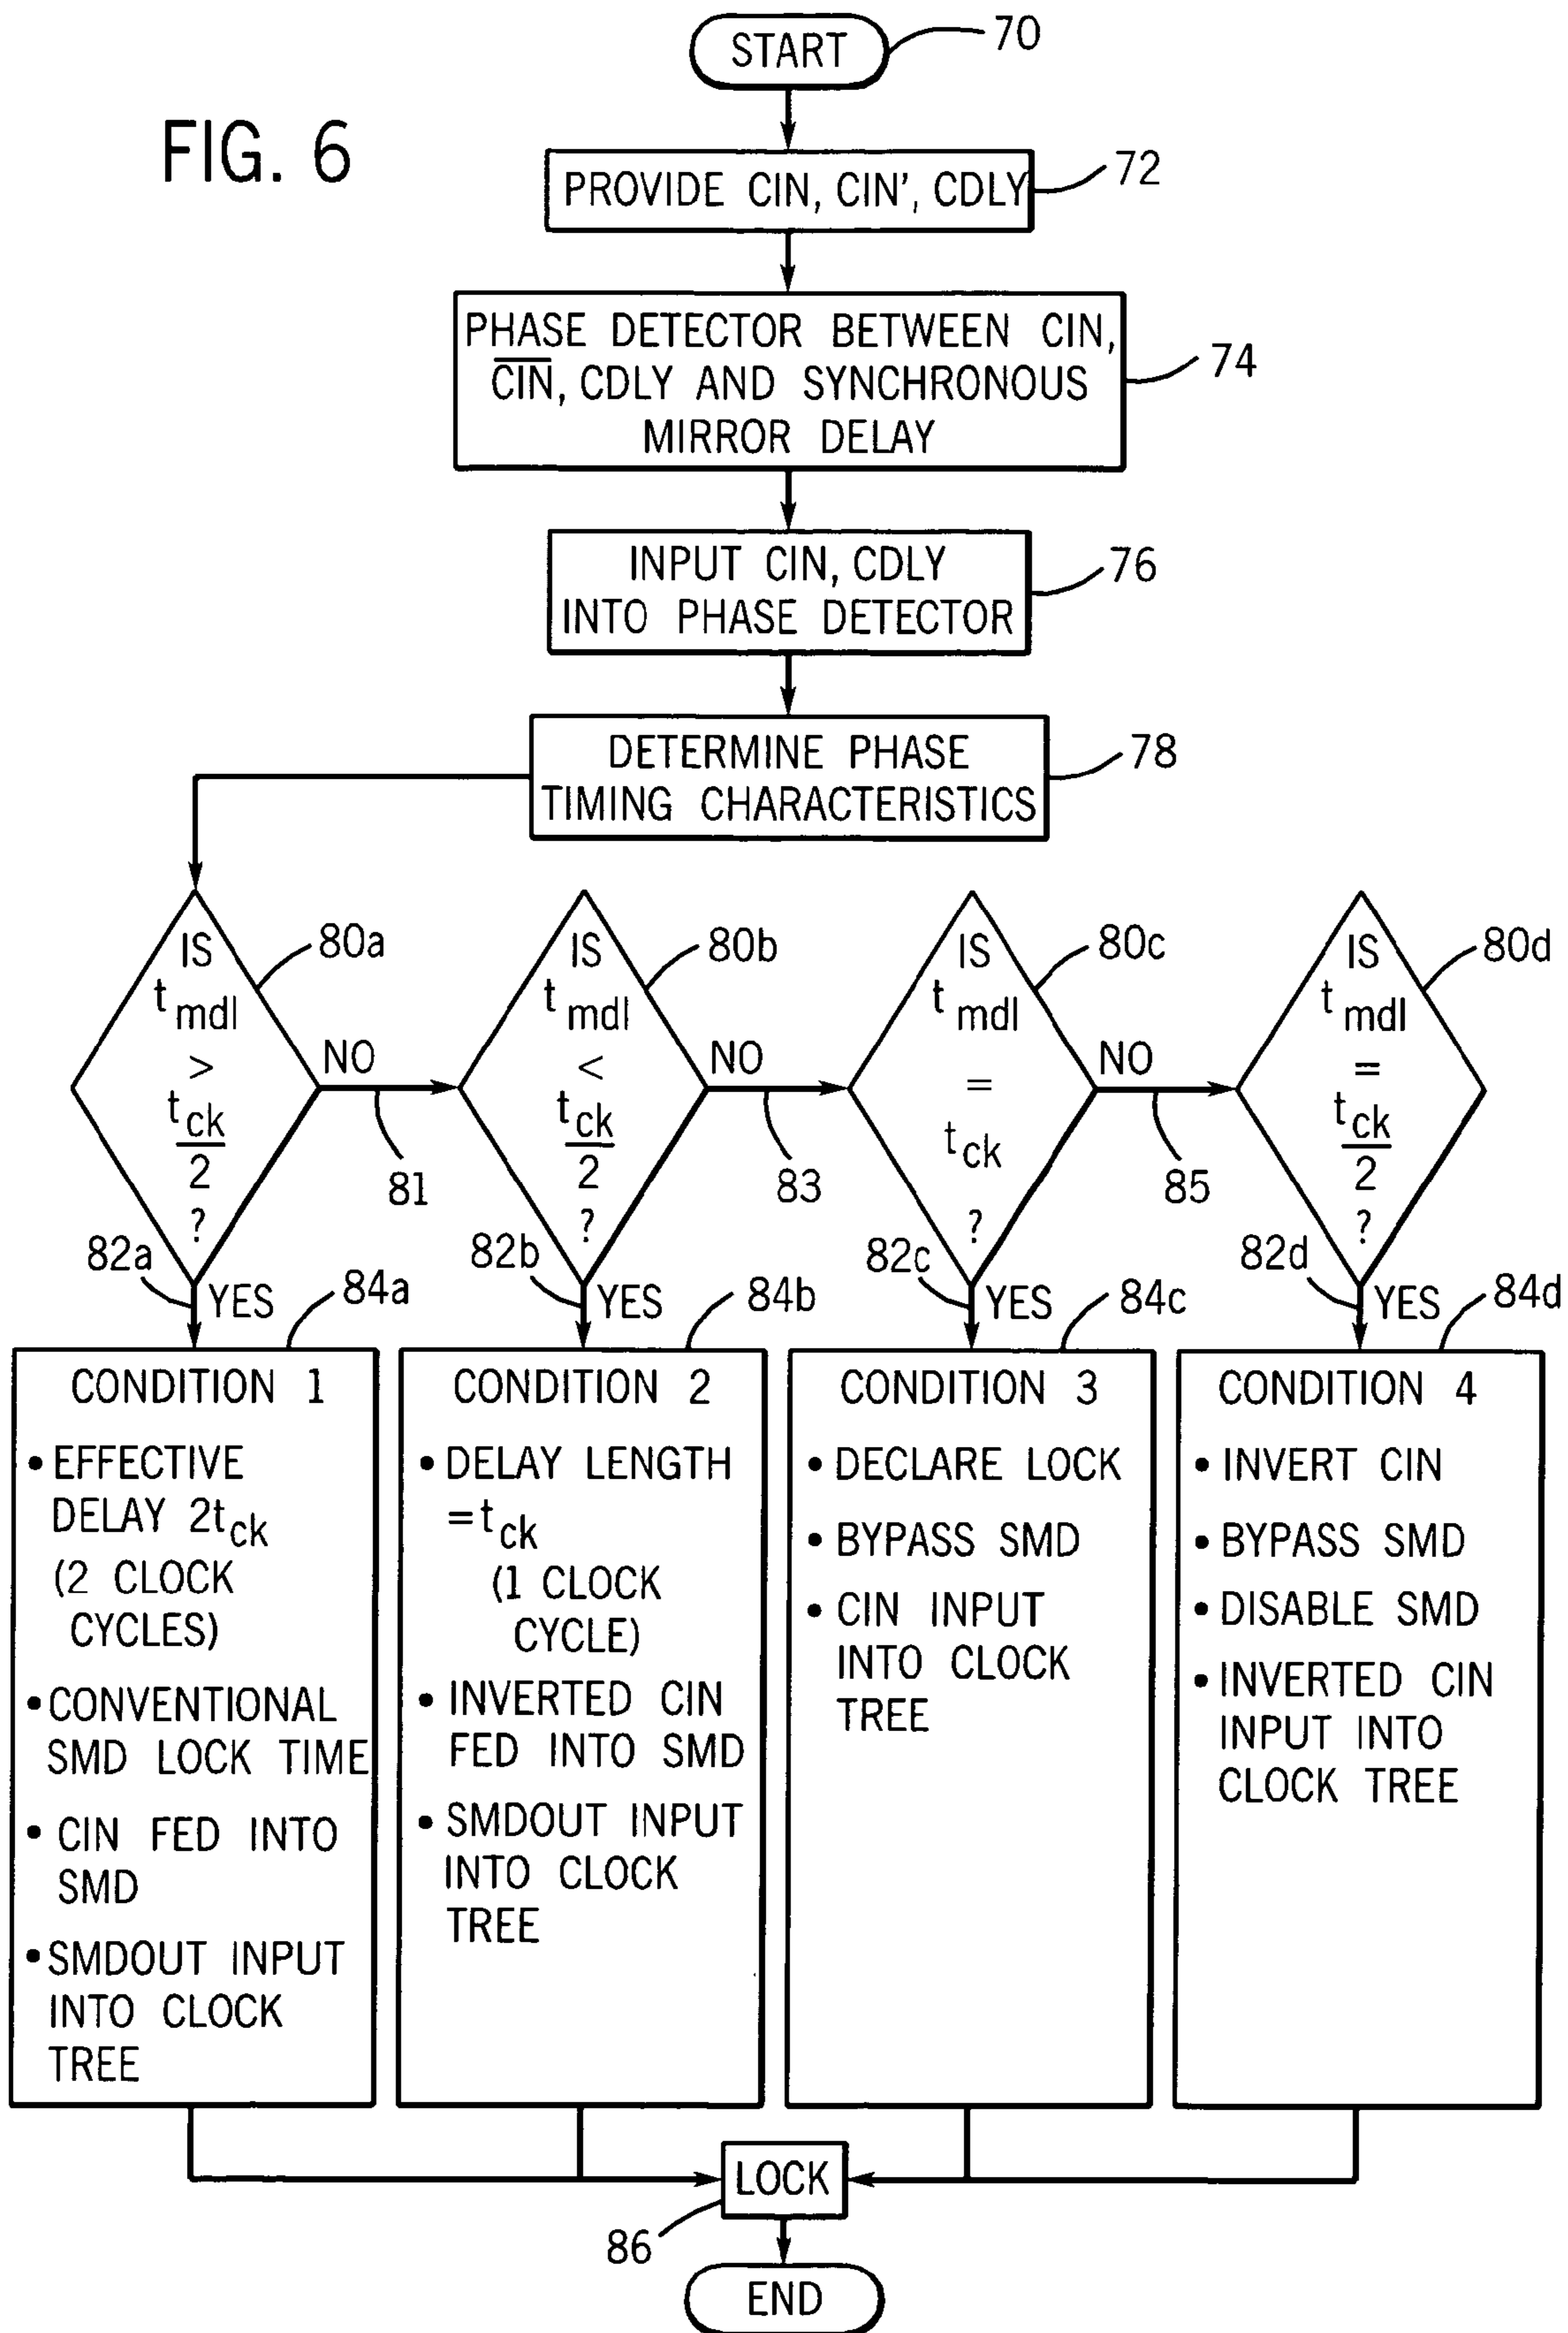 FIG. 6
START
70
PROVIDE CIN, CIN', CDLY
72
PHASE DETECTOR BETWEEN CIN,
C̅I̅N̅, CDLY AND SYNCHRONOUS
MIRROR DELAY
74
INPUT CIN, CDLY
INTO PHASE DETECTOR
76
DETERMINE PHASE
TIMING CHARACTERISTICS
78
IS
t mdl
>
t ck
2
?
80a
NO
81
82a
YES
IS
t mdl
<
t ck
2
?
80b
NO
83
82b
YES
IS
t mdl
=
t ck
?
80c
NO
85
82c
YES
IS
t mdl
=
t ck
2
?
80d
82d
YES
84a
CONDITION 1
• EFFECTIVE
DELAY 2tck
(2 CLOCK
CYCLES)
• CONVENTIONAL
SMD LOCK TIME
• CIN FED INTO
SMD
• SMDOUT INPUT
INTO CLOCK
TREE
84b
CONDITION 2
• DELAY LENGTH
=tck
(1 CLOCK
CYCLE)
• INVERTED CIN
FED INTO SMD
• SMDOUT INPUT
INTO CLOCK
TREE
84c
CONDITION 3
• DECLARE LOCK
• BYPASS SMD
• CIN INPUT
INTO CLOCK
TREE
84d
CONDITION 4
• INVERT CIN
• BYPASS SMD
• DISABLE SMD
• INVERTED CIN
INPUT INTO
CLOCK TREE
LOCK
86
END